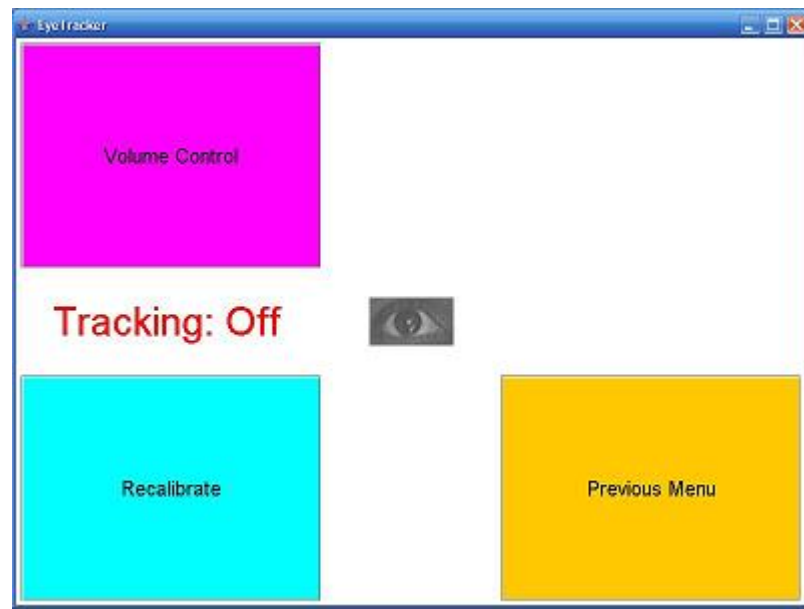 EyeTracker
Volume Control
Tracking: Off
Recalibrate
Previous Menu